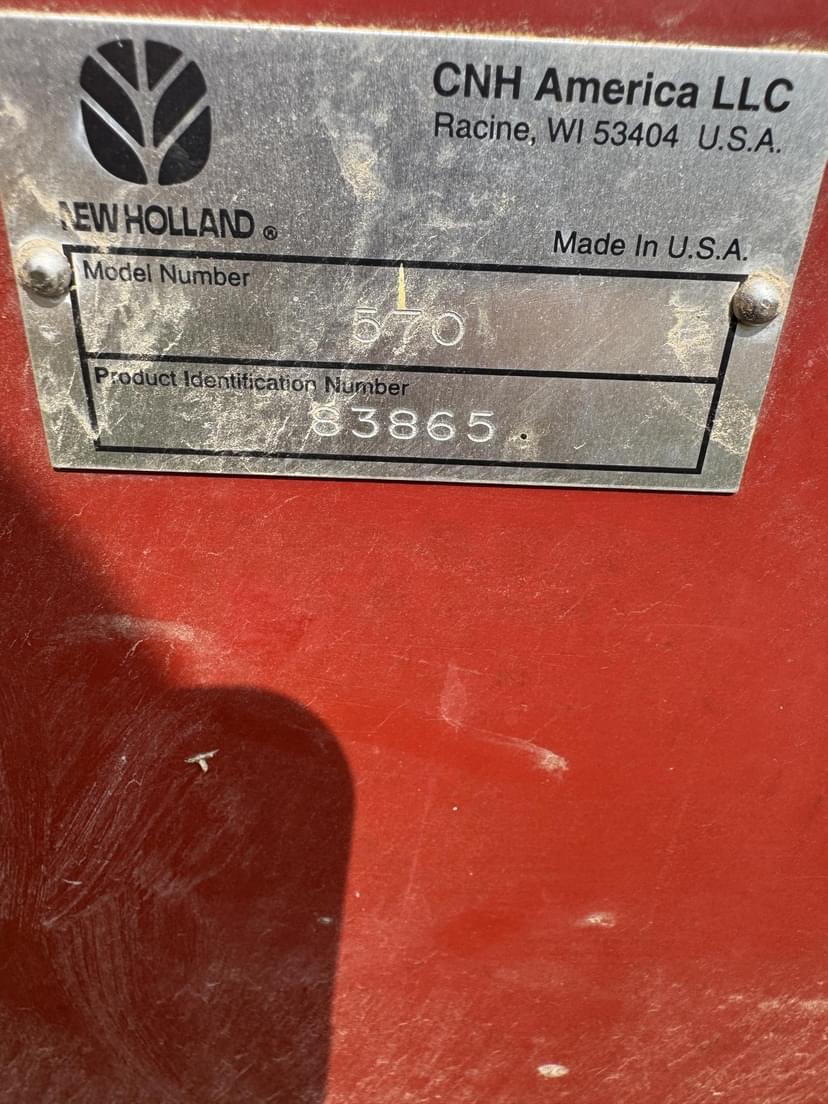 CNH America LLC
Racine, WI 53404 U.S.A.
NEW HOLLAND ®
Made In U.S.A.
Model Number
570
Product Identification Number
83865